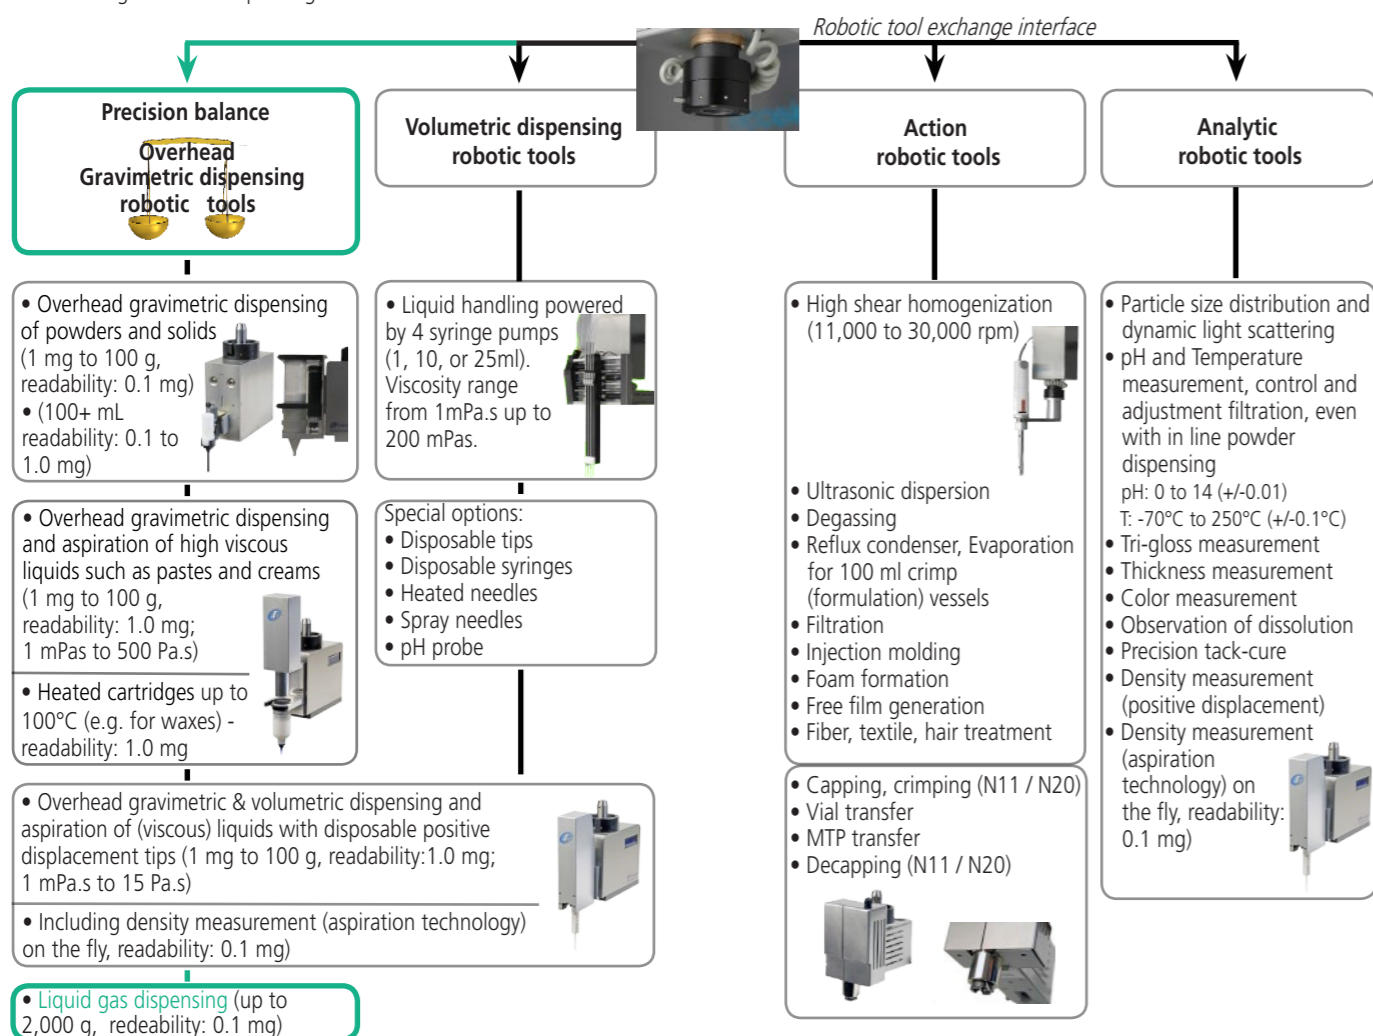 Robotic tool exchange interface
Precision balance
Overhead
Gravimetric dispensing
robotic tools
Volumetric dispensing
robotic tools
Action
robotic tools
Analytic
robotic tools
• Overhead gravimetric dispensing
of powders and solids
(1 mg to 100 g,
readability: 0.1 mg)
• (100+ mL
readability: 0.1 to
1.0 mg)
• Overhead gravimetric dispensing
and aspiration of high viscous
liquids such as pastes and creams
(1 mg to 100 g,
readability: 1.0 mg;
1 mPas to 500 Pa.s)
• Heated cartridges up to
100°C (e.g. for waxes) -
readability: 1.0 mg
• Liquid handling powered
by 4 syringe pumps
(1, 10, or 25ml).
Viscosity range
from 1mPa.s up to
200 mPas.
Special options:
• Disposable tips
• Disposable syringes
• Heated needles
• Spray needles
• pH probe
• Overhead gravimetric & volumetric dispensing and
aspiration of (viscous) liquids with disposable positive
displacement tips (1 mg to 100 g, readability:1.0 mg;
1 mPa.s to 15 Pa.s)
• Including density measurement (aspiration technology)
on the fly, readability: 0.1 mg)
• Liquid gas dispensing (up to
2,000 g, redeability: 0.1 mg)
• High shear homogenization
(11,000 to 30,000 rpm)
• Ultrasonic dispersion
• Degassing
• Reflux condenser, Evaporation
for 100 ml crimp
(formulation) vessels
• Filtration
• Injection molding
• Foam formation
• Free film generation
• Fiber, textile, hair treatment
• Capping, crimping (N11 / N20)
• Vial transfer
• MTP transfer
• Decapping (N11 / N20)
• Particle size distribution and
dynamic light scattering
• pH and Temperature
measurement, control and
adjustment filtration, even
with in line powder
dispensing
pH: 0 to 14 (+/-0.01)
T: -70°C to 250°C (+/-0.1°C)
• Tri-gloss measurement
• Thickness measurement
• Color measurement
• Observation of dissolution
• Precision tack-cure
• Density measurement
(positive displacement)
• Density measurement
(aspiration
technology) on
the fly, readability:
0.1 mg)